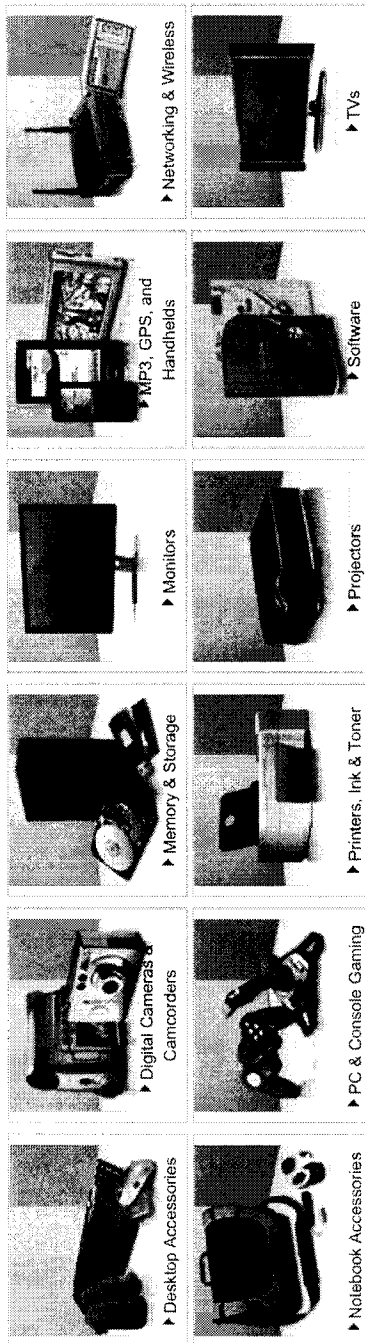 ▸ Desktop Accessories
▸ Digital Cameras &
Camcorders
▸ Memory & Storage
▸ Monitors
▸ MP3, GPS, and
Handhelds
▸ Networking & Wireless
▸ Notebook Accessories
▸ PC & Console Gaming
▸ Printers, Ink & Toner
▸ Projectors
▸ Software
▸ TVs